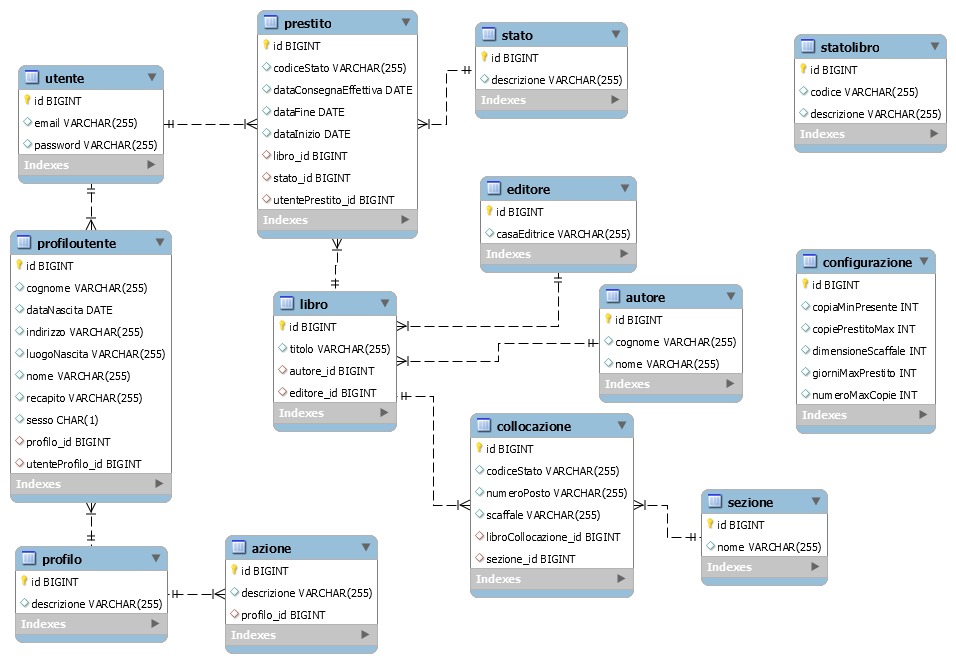 prestito
id BIGINT
codiceStato VARCHAR(255)
dataConsegnaEffettiva DATE
dataFine DATE
dataInizio DATE
libro_id BIGINT
stato_id BIGINT
utentePrestito_id BIGINT
Indexes
stato
id BIGINT
descrizione VARCHAR(255)
Indexes
statolibro
id BIGINT
codice VARCHAR(255)
descrizione VARCHAR(255)
Indexes
utente
id BIGINT
email VARCHAR(255)
password VARCHAR(255)
Indexes
editore
id BIGINT
casaEditrice VARCHAR(255)
Indexes
profiloutente
id BIGINT
cognome VARCHAR(255)
dataNascita DATE
indirizzo VARCHAR(255)
luogoNascita VARCHAR(255)
nome VARCHAR(255)
recapito VARCHAR(255)
sesso CHAR(1)
profilo_id BIGINT
utenteProfilo_id BIGINT
Indexes
libro
id BIGINT
titolo VARCHAR(255)
autore_id BIGINT
editore_id BIGINT
Indexes
autore
id BIGINT
cognome VARCHAR(255)
nome VARCHAR(255)
Indexes
configurazione
id BIGINT
copiaMinPresente INT
copiePrestitoMax INT
dimensioneScaffale INT
giorniMaxPrestito INT
numeroMaxCopie INT
Indexes
collocazione
id BIGINT
codiceStato VARCHAR(255)
numeroPosto VARCHAR(255)
scaffale VARCHAR(255)
libroCollocazione_id BIGINT
sezione_id BIGINT
Indexes
sezione
id BIGINT
nome VARCHAR(255)
Indexes
profilo
id BIGINT
descrizione VARCHAR(255)
Indexes
azione
id BIGINT
descrizione VARCHAR(255)
profilo_id BIGINT
Indexes